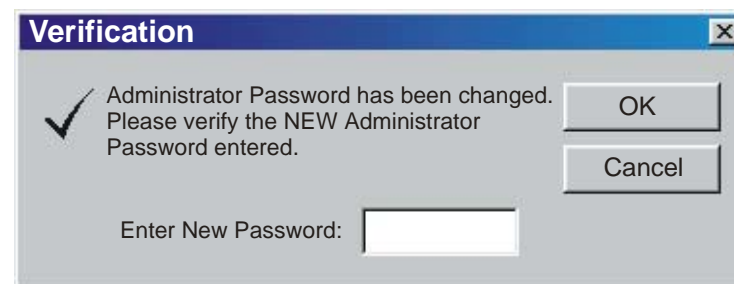 Verification
Administrator Password has been changed.
Please verify the NEW Administrator
Password entered.
OK
Cancel
Enter New Password: